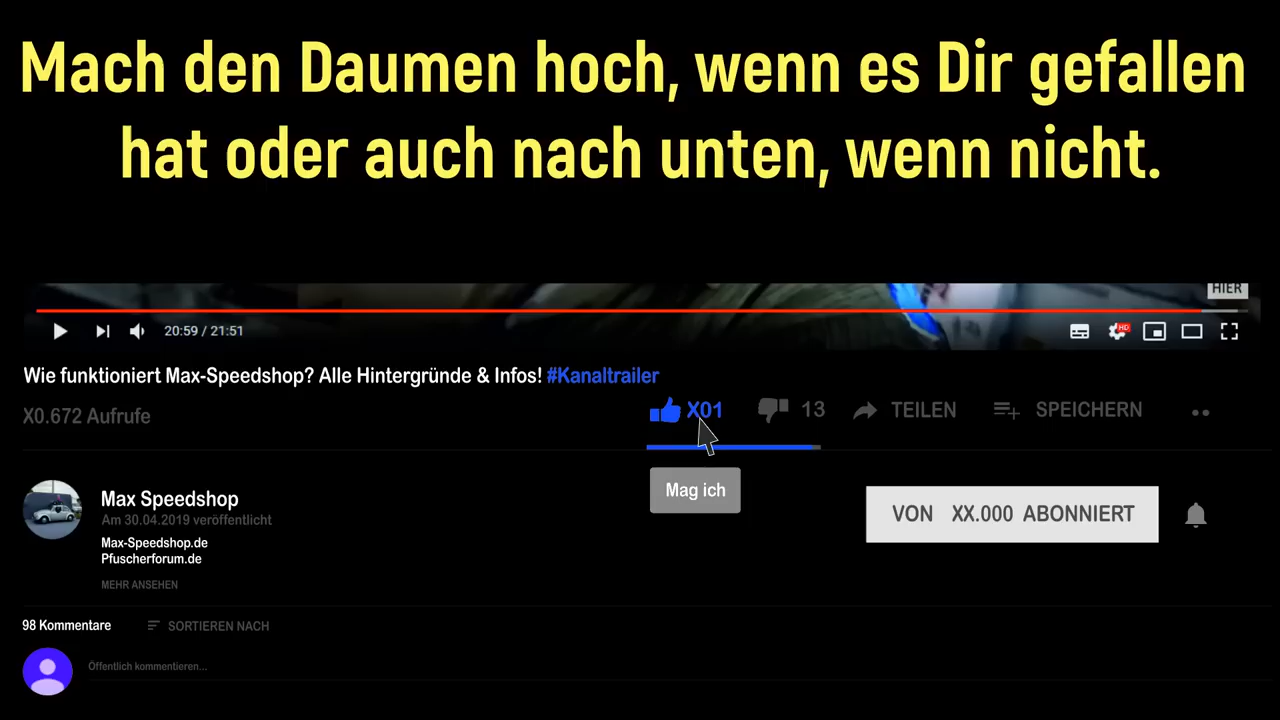 Mach den Daumen hoch, wenn es Dir gefallen
hat oder auch nach unten, wenn nicht.
HIER
20:59 / 21:51
HD
Wie funktioniert Max-Speedshop? Alle Hintergründe & Infos! #Kanaltrailer
X0.672 Aufrufe
X01 13 TEILEN SPEICHERN
Mag ich
Max Speedshop
Am 30.04.2019 veröffentlicht
Max-Speedshop.de
Pfuscherforum.de
MEHR ANSEHEN
VON XX.000 ABONNIERT
98 Kommentare SORTIEREN NACH
Öffentlich kommentieren...